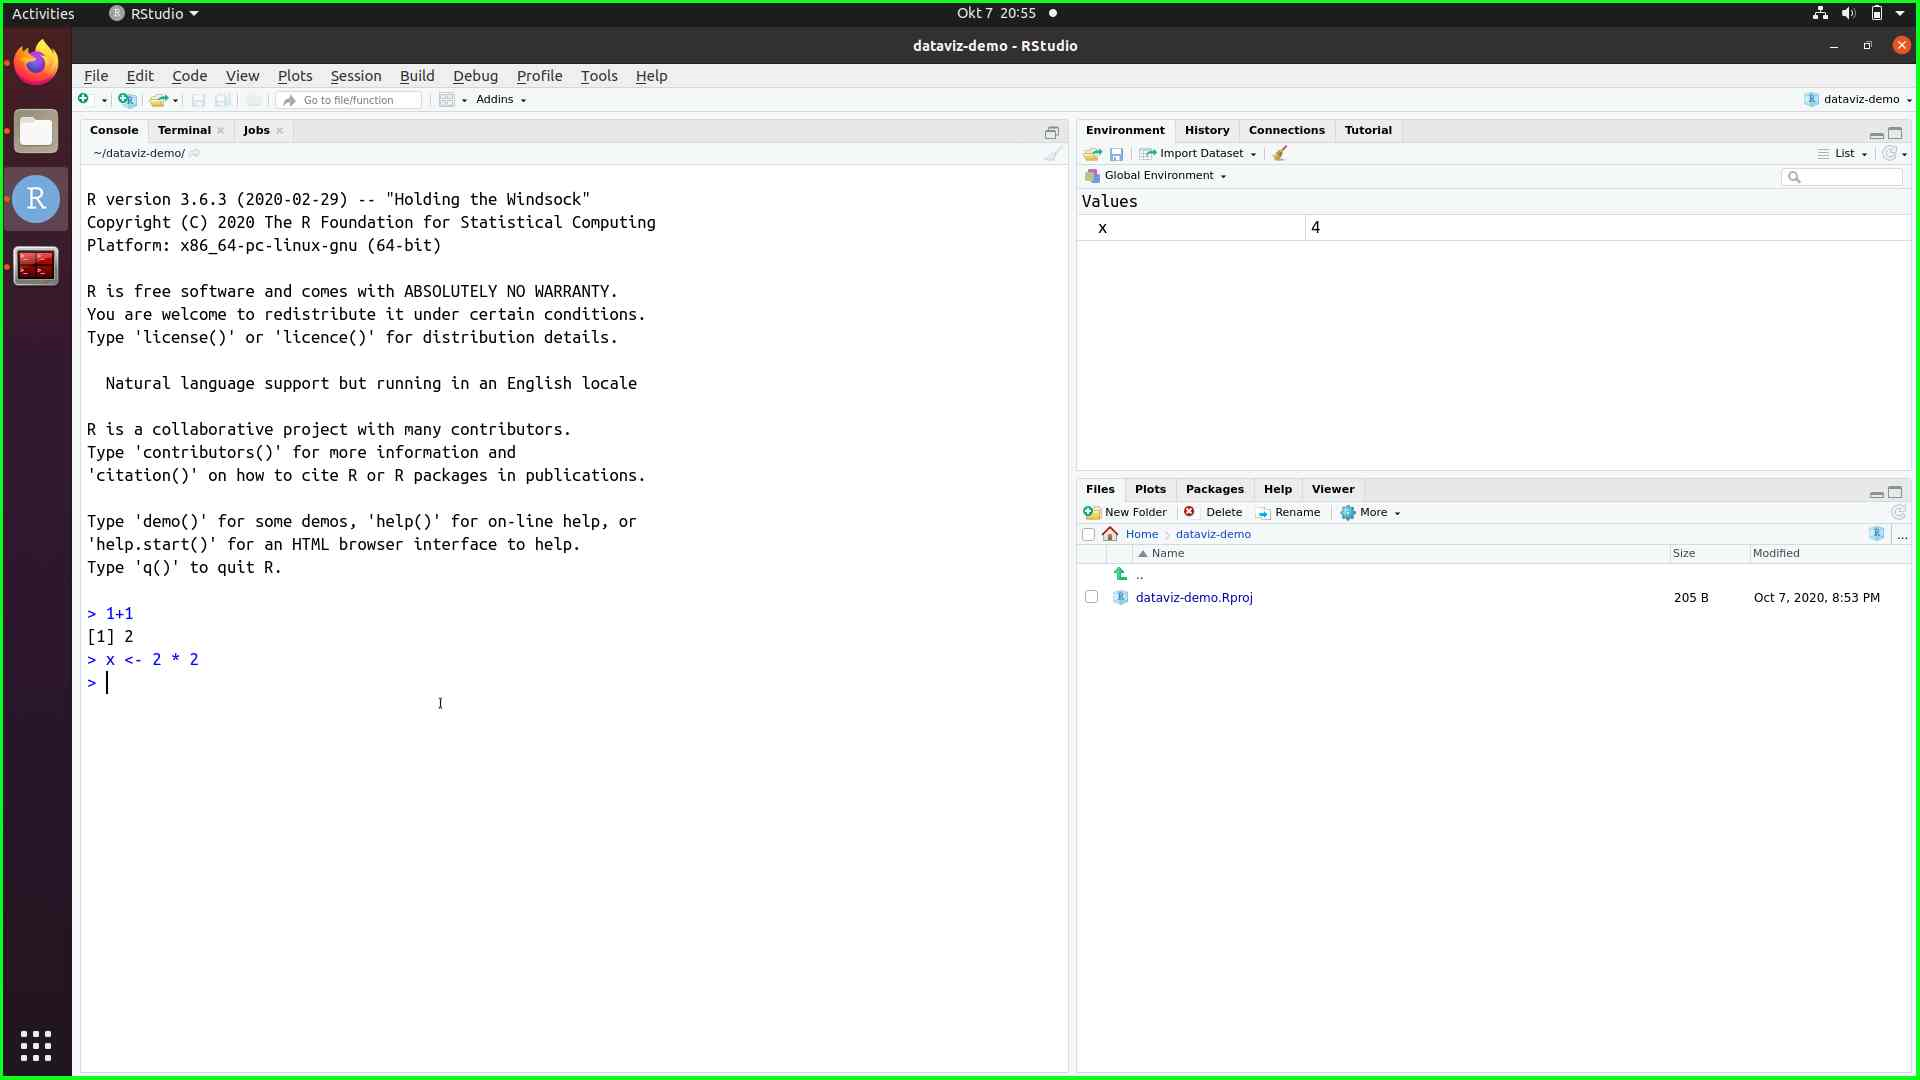 Activities
RStudio
Okt 7 20:55
dataviz-demo - RStudio
File Edit Code View Plots Session Build Debug Profile Tools Help
Go to file/function
Addins
dataviz-demo
Console Terminal Jobs
~/dataviz-demo/
R version 3.6.3 (2020-02-29) -- "Holding the Windsock"
Copyright (C) 2020 The R Foundation for Statistical Computing
Platform: x86_64-pc-linux-gnu (64-bit)
R is free software and comes with ABSOLUTELY NO WARRANTY.
You are welcome to redistribute it under certain conditions.
Type 'license()' or 'licence()' for distribution details.
Natural language support but running in an English locale
R is a collaborative project with many contributors.
Type 'contributors()' for more information and
'citation()' on how to cite R or R packages in publications.
Type 'demo()' for some demos, 'help()' for on-line help, or
'help.start()' for an HTML browser interface to help.
Type 'q()' to quit R.
> 1+1
[1] 2
> x <- 2 * 2
>
Environment History Connections Tutorial
Import Dataset
List
Global Environment
Values
x 4
Files Plots Packages Help Viewer
New Folder Delete Rename More
Home dataviz-demo
...
Name Size Modified
..
dataviz-demo.Rproj 205 B Oct 7, 2020, 8:53 PM